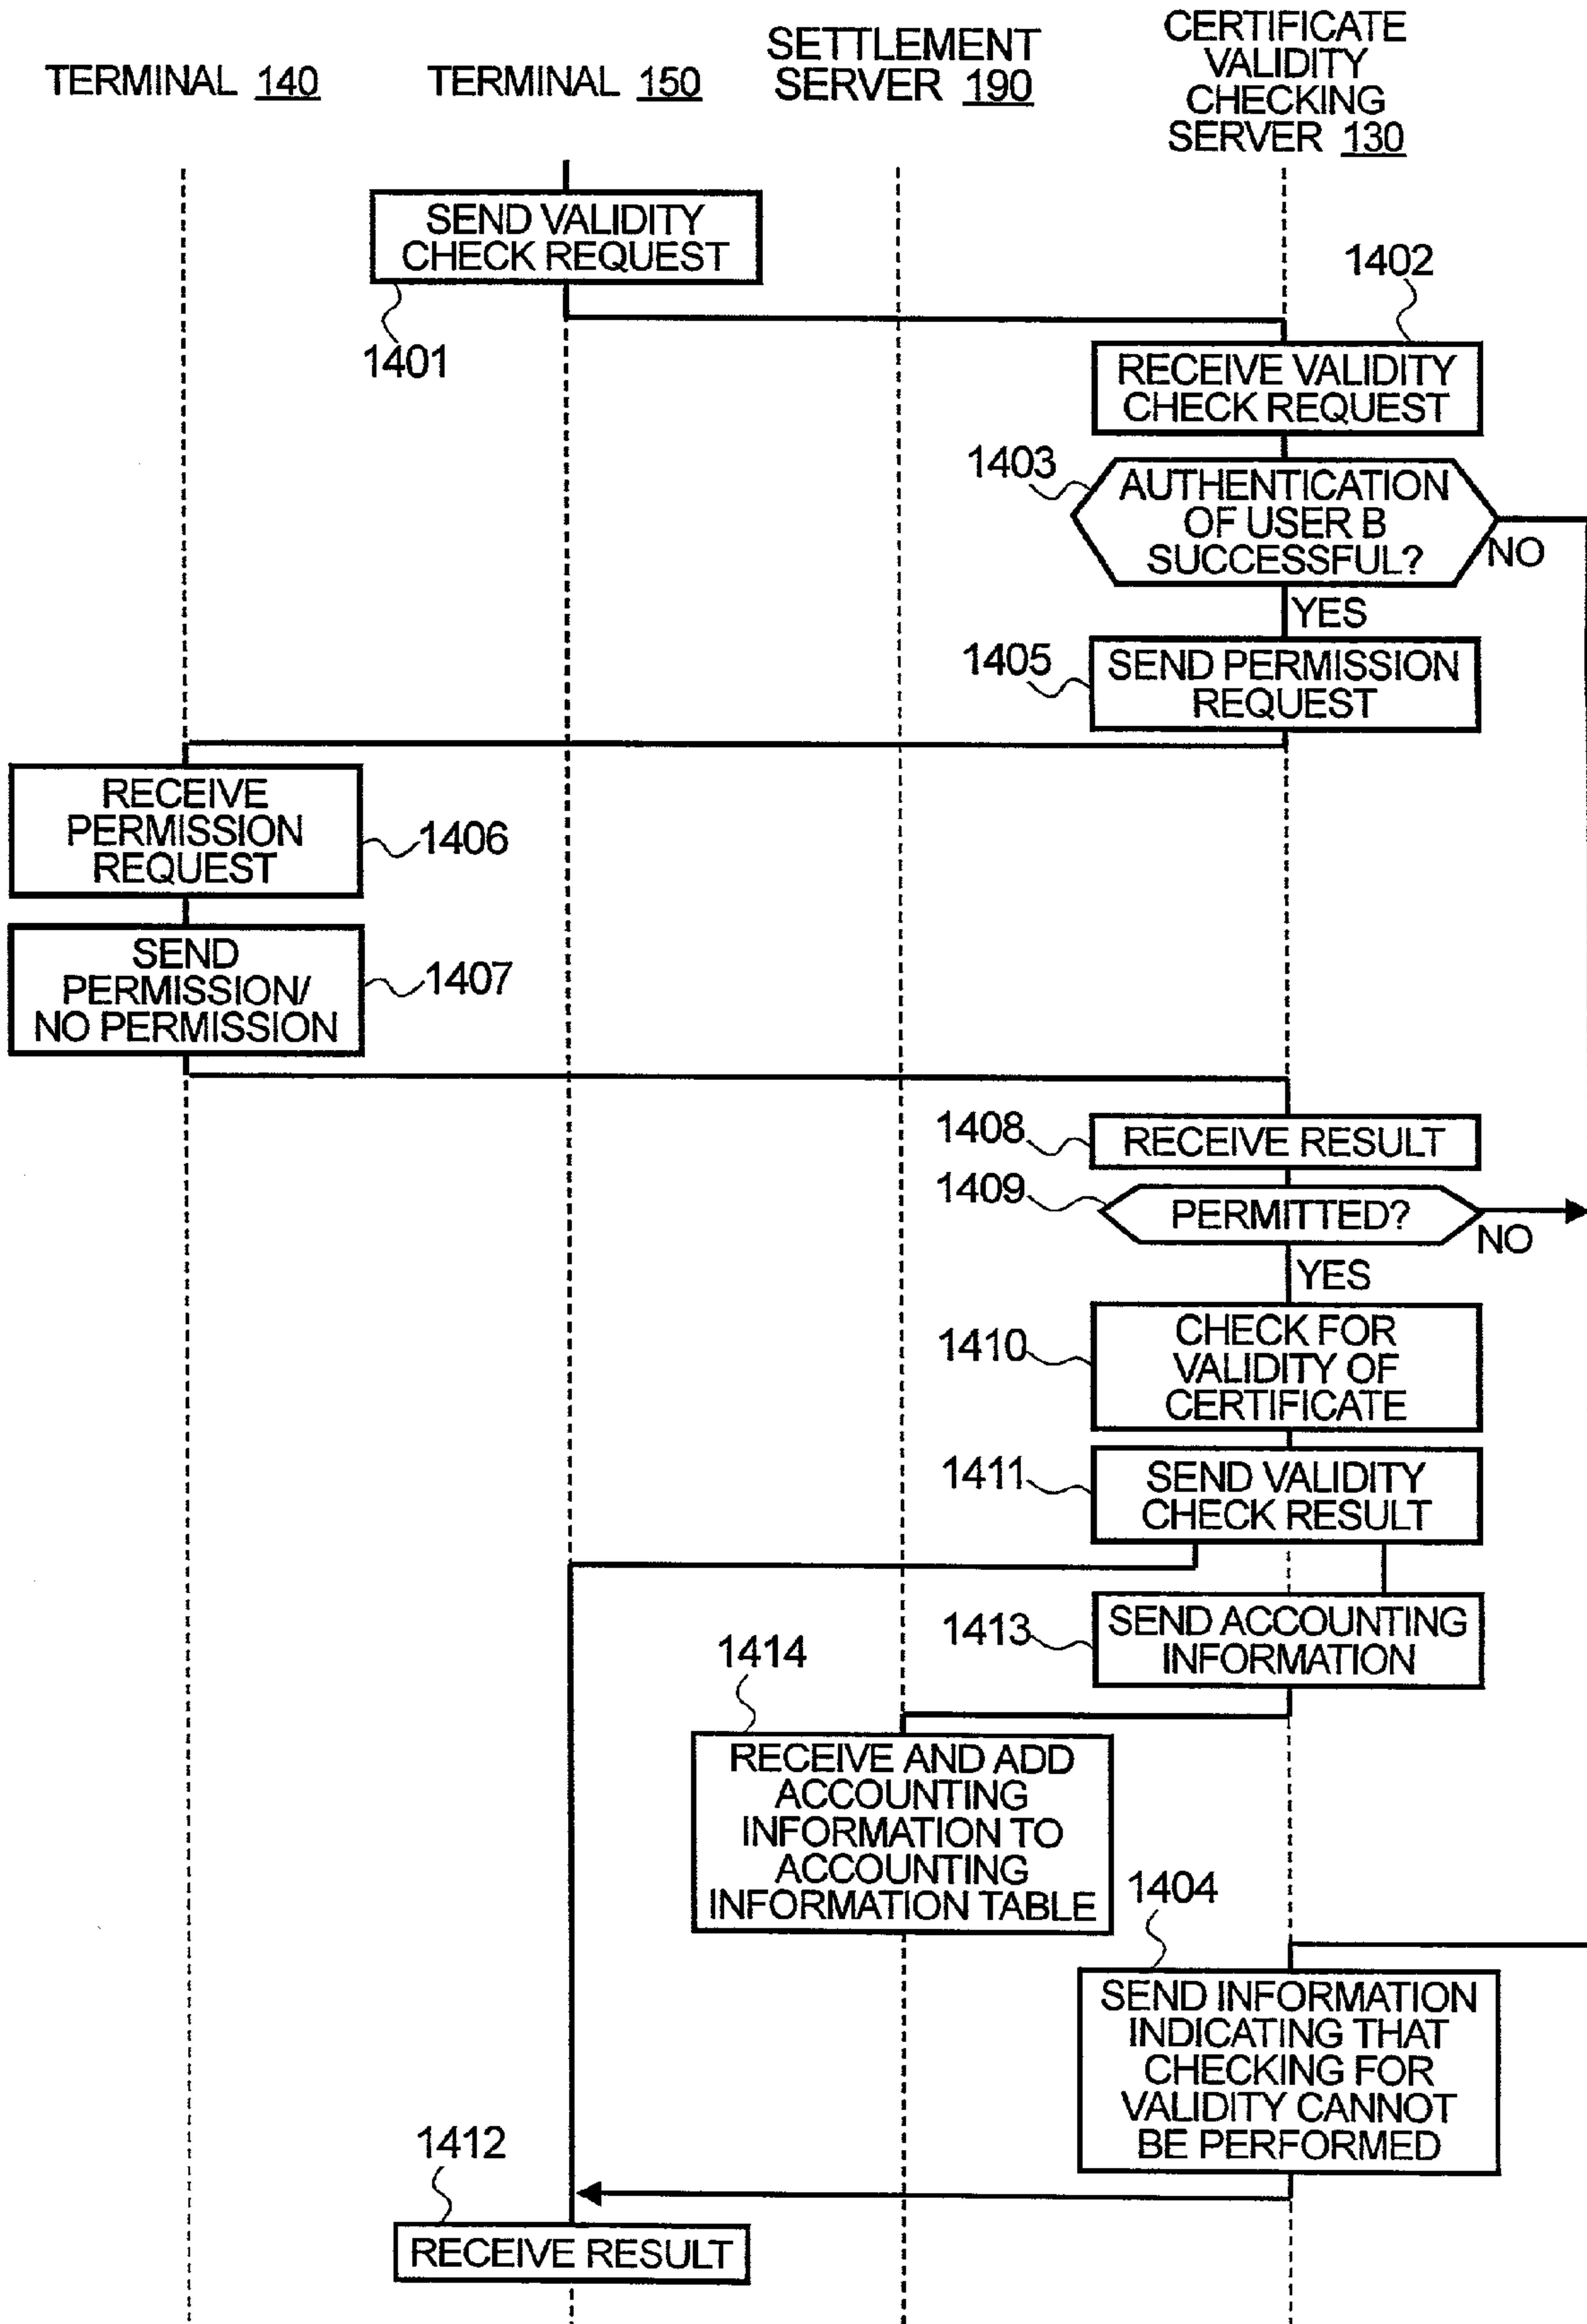 TERMINAL 140
TERMINAL 150
SETTLEMENT
SERVER 190
CERTIFICATE
VALIDITY
CHECKING
SERVER 130
SEND VALIDITY
CHECK REQUEST
1401
1402
RECEIVE VALIDITY
CHECK REQUEST
1403
AUTHENTICATION
OF USER B
SUCCESSFUL?
NO
YES
1405
SEND PERMISSION
REQUEST
RECEIVE
PERMISSION
REQUEST
1406
SEND
PERMISSION/
NO PERMISSION
1407
1408
RECEIVE RESULT
1409
PERMITTED?
NO
YES
1410
CHECK FOR
VALIDITY OF
CERTIFICATE
1411
SEND VALIDITY
CHECK RESULT
1413
SEND ACCOUNTING
INFORMATION
1414
RECEIVE AND ADD
ACCOUNTING
INFORMATION TO
ACCOUNTING
INFORMATION TABLE
1404
SEND INFORMATION
INDICATING THAT
CHECKING FOR
VALIDITY CANNOT
BE PERFORMED
1412
RECEIVE RESULT